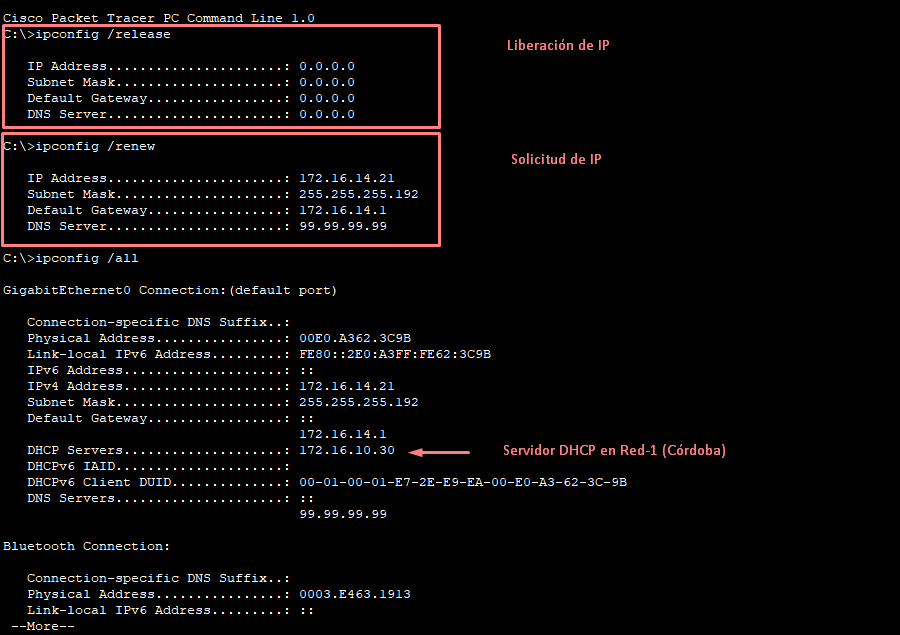 Cisco Packet Tracer PC Command Line 1.0
C:\>ipconfig /release
Liberación de IP
IP Address......................: 0.0.0.0
Subnet Mask.....................: 0.0.0.0
Default Gateway.................: 0.0.0.0
DNS Server......................: 0.0.0.0
C:\>ipconfig /renew
Solicitud de IP
IP Address......................: 172.16.14.21
Subnet Mask.....................: 255.255.255.192
Default Gateway.................: 172.16.14.1
DNS Server......................: 99.99.99.99
C:\>ipconfig /all
GigabitEthernet0 Connection:(default port)
Connection-specific DNS Suffix..:
Physical Address................: 00E0.A362.3C9B
Link-local IPv6 Address.........: FE80::2E0:A3FF:FE62:3C9B
IPv6 Address....................: ::
IPv4 Address....................: 172.16.14.21
Subnet Mask.....................: 255.255.255.192
Default Gateway.................: ::
172.16.14.1
DHCP Servers....................: 172.16.10.30
Servidor DHCP en Red-1 (Córdoba)
DHCPv6 IAID.....................:
DHCPv6 Client DUID..............: 00-01-00-01-E7-2E-E9-EA-00-E0-A3-62-3C-9B
DNS Servers.....................: ::
99.99.99.99
Bluetooth Connection:
Connection-specific DNS Suffix..:
Physical Address................: 0003.E463.1913
Link-local IPv6 Address.........: ::
--More--